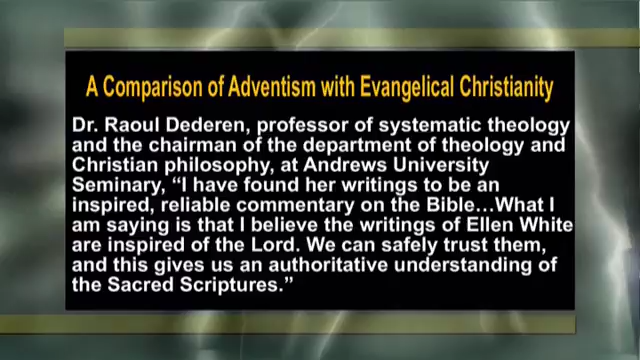 A Comparison of Adventism with Evangelical Christianity
Dr. Raoul Dederen, professor of systematic theology
and the chairman of the department of theology and
Christian philosophy, at Andrews University
Seminary, “I have found her writings to be an
inspired, reliable commentary on the Bible…What I
am saying is that I believe the writings of Ellen White
are inspired of the Lord. We can safely trust them,
and this gives us an authoritative understanding of
the Sacred Scriptures.”